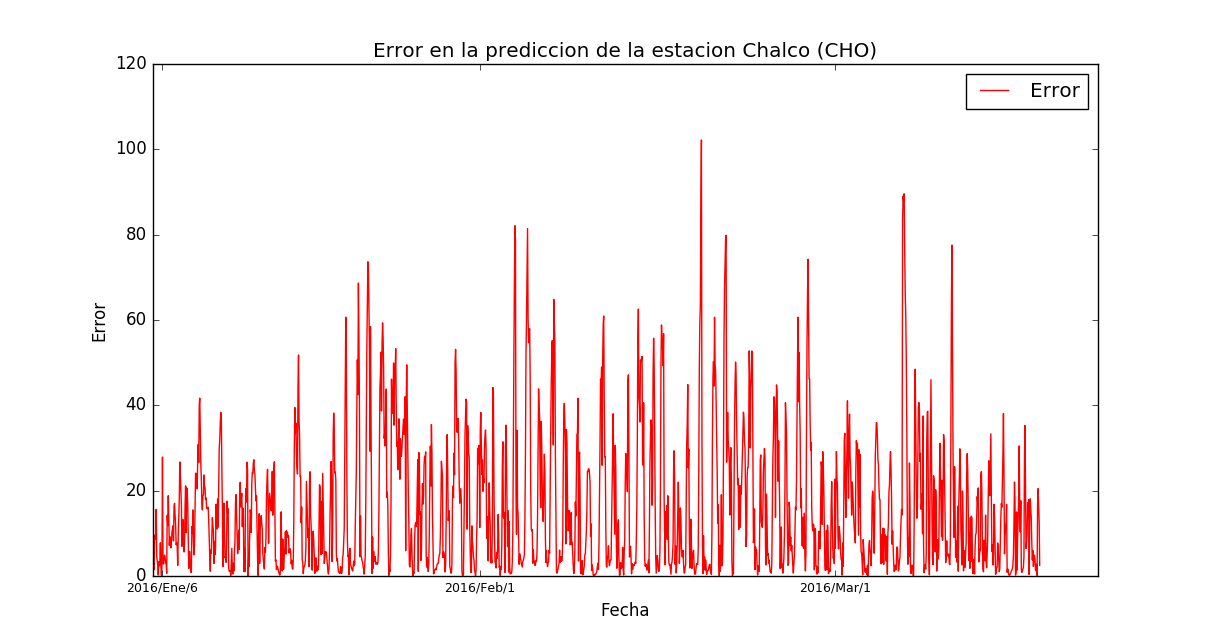 Error en la prediccion de la estacion Chalco (CHO)
120
100
80
60
40
20
0
Error
Error
2016/Ene/6
2016/Feb/1
2016/Mar/1
Fecha